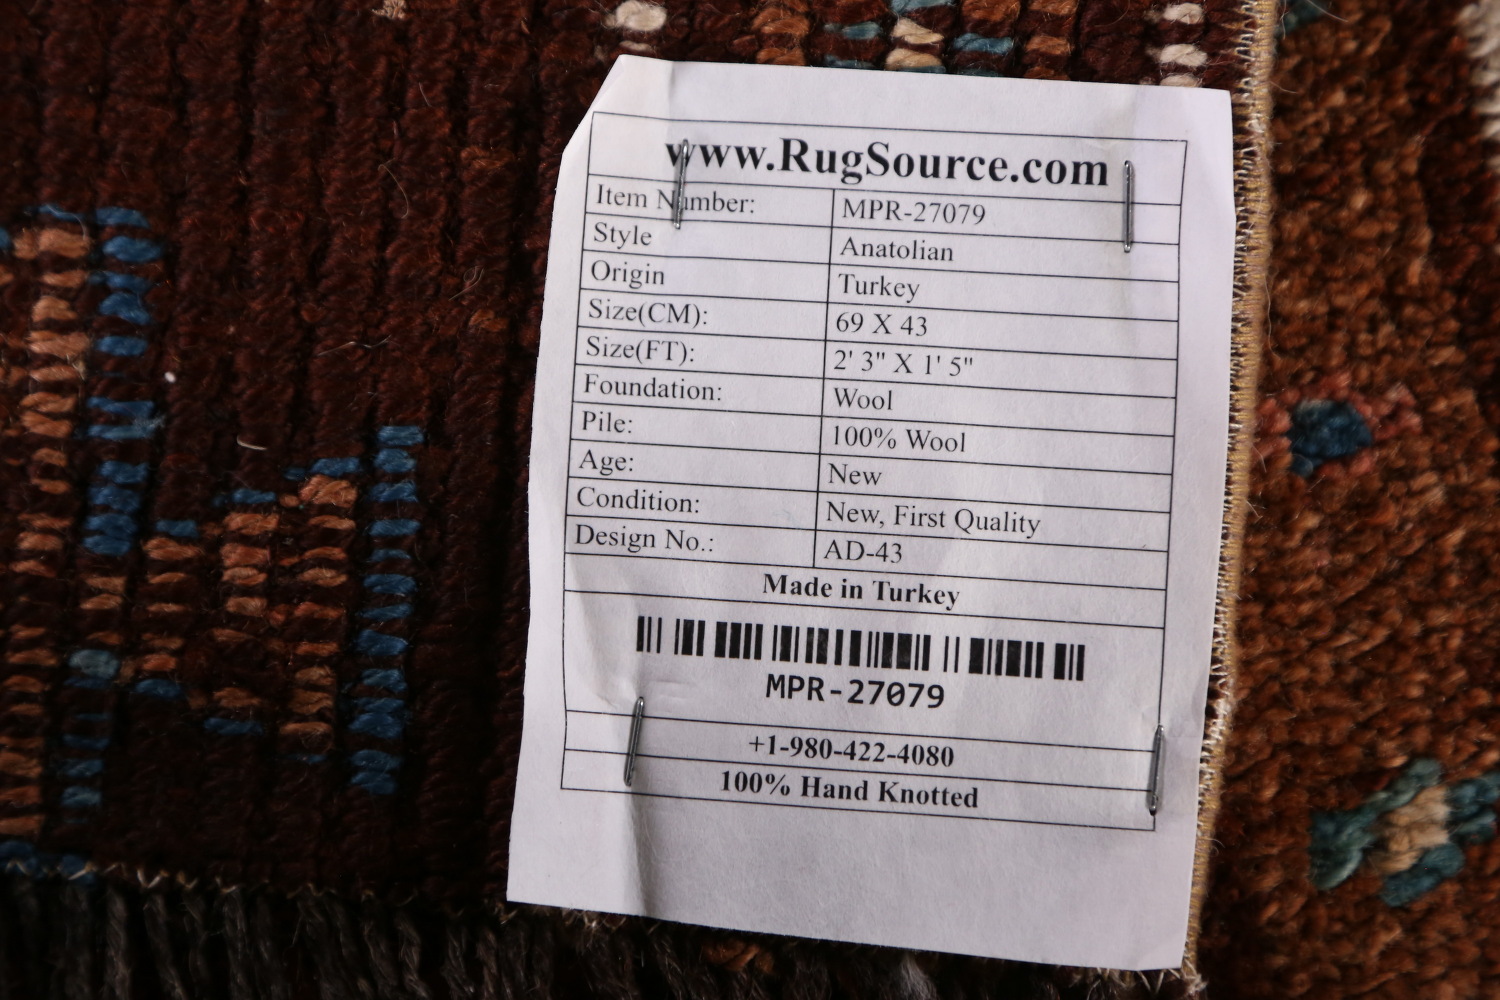 www.RugSource.com
Item Number: MPR-27079
Style Anatolian
Origin Turkey
Size(CM): 69 X 43
Size(FT): 2' 3" X 1' 5"
Foundation: Wool
Pile: 100% Wool
Age: New
Condition: New, First Quality
Design No.: AD-43
Made in Turkey
MPR-27079
+1-980-422-4080
100% Hand Knotted